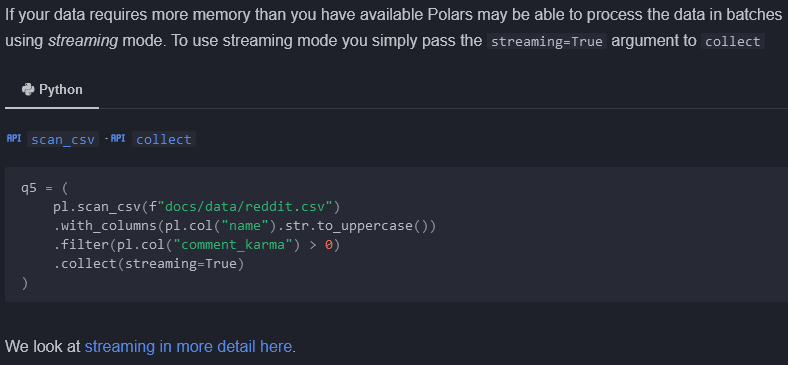 If your data requires more memory than you have available Polars may be able to process the data in batches
using streaming mode. To use streaming mode you simply pass the streaming=True argument to collect
Python
API scan_csv · API collect
q5 = (
    pl.scan_csv(f"docs/data/reddit.csv")
    .with_columns(pl.col("name").str.to_uppercase())
    .filter(pl.col("comment_karma") > 0)
    .collect(streaming=True)
)
We look at streaming in more detail here.